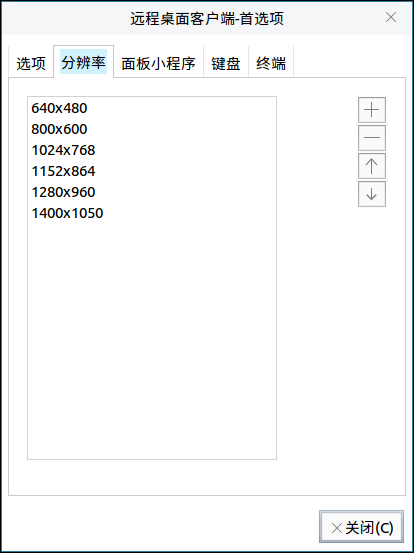 远程桌面客户端-首选项
选项 分辨率 面板小程序 键盘 终端
640x480
800x600
1024x768
1152x864
1280x960
1400x1050
关闭(C)